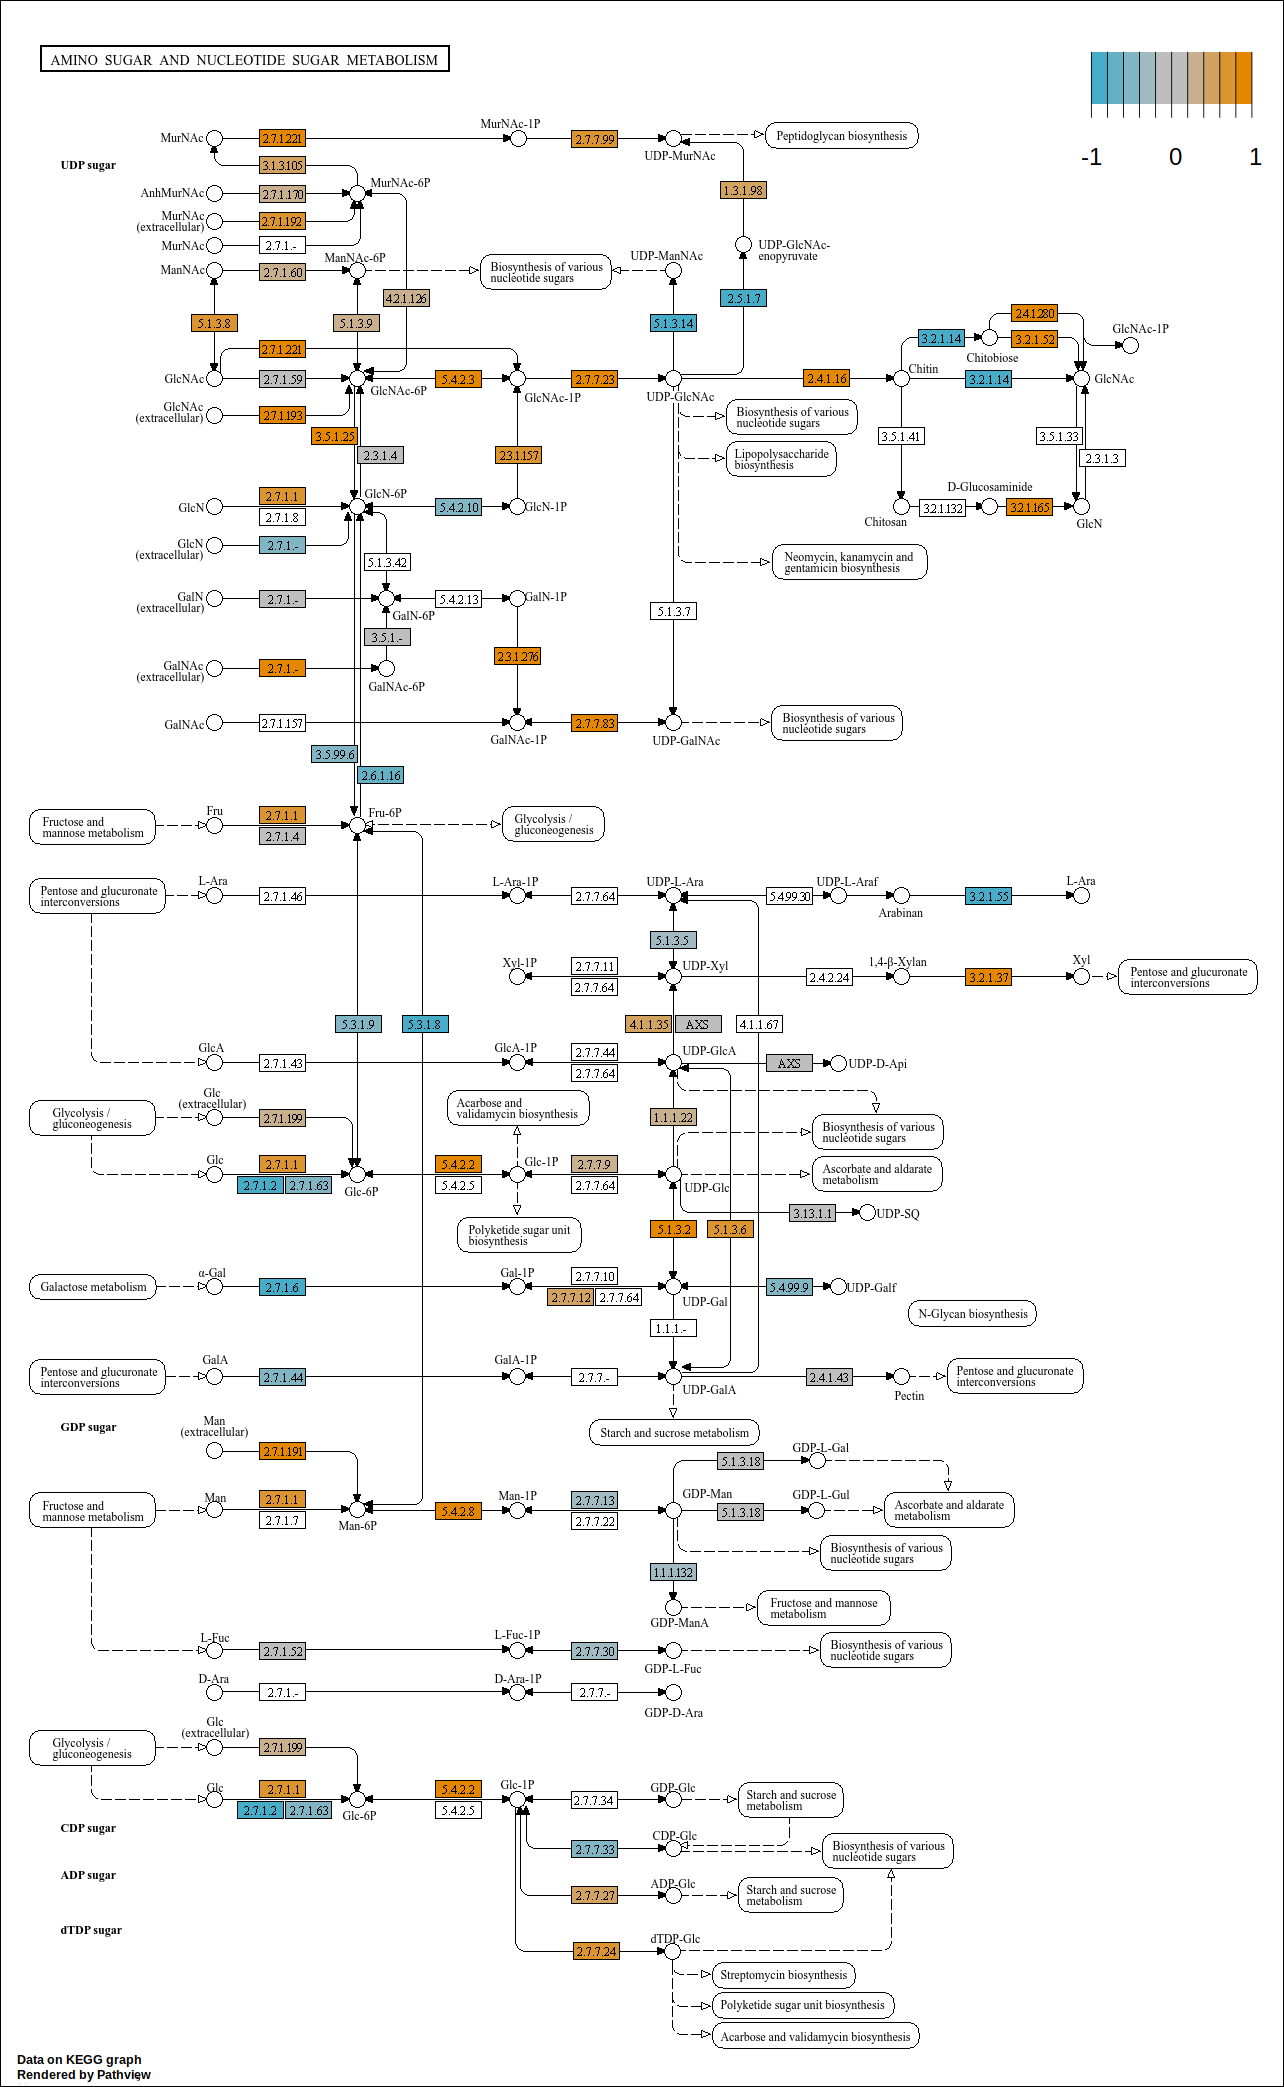 AMINO SUGAR AND NUCLEOTIDE SUGAR METABOLISM
-1 0 1
MurNAc 2.7.1.221 MurNAc-1P 2.7.7.99 UDP-MurNAc Peptidoglycan biosynthesis
UDP sugar
3.1.3.105
AnhMurNAc 2.7.1.170 MurNAc-6P 1.3.1.98
MurNAc
(extracellular) 2.7.1.192
MurNAc 2.7.1.-
UDP-GlcNAc-
enopyruvate
ManNAc 2.7.1.60 ManNAc-6P
Biosynthesis of various
nucleotide sugars
UDP-ManNAc
4.2.1.126 2.5.1.7
5.1.3.8 5.1.3.9 5.1.3.14
2.4.1.280
3.2.1.14 Chitobiose 3.2.1.52 GlcNAc-1P
2.7.1.221
GlcNAc 2.7.1.59 GlcNAc-6P 5.4.2.3 GlcNAc-1P 2.7.7.23 UDP-GlcNAc 2.4.1.16 Chitin 3.2.1.14 GlcNAc
GlcNAc
(extracellular) 2.7.1.193
Biosynthesis of various
nucleotide sugars
3.5.1.25 3.5.1.41 3.5.1.33
2.3.1.4 2.3.1.157 2.3.1.3
Lipopolysaccharide
biosynthesis
GlcN 2.7.1.1 GlcN-6P 5.4.2.10 GlcN-1P
2.7.1.8
Chitosan 3.2.1.132 D-Glucosaminide 3.2.1.165 GlcN
GlcN
(extracellular) 2.7.1.-
5.1.3.42
Neomycin, kanamycin and
gentamicin biosynthesis
GalN
(extracellular) 2.7.1.- GalN-6P 5.4.2.13 GalN-1P
5.1.3.7
3.5.1.-
2.3.1.276
GalNAc
(extracellular) 2.7.1.- GalNAc-6P
GalNAc 2.7.1.157 GalNAc-1P 2.7.7.83 UDP-GalNAc
Biosynthesis of various
nucleotide sugars
3.5.99.6
2.6.1.16
Fructose and
mannose metabolism
Fru 2.7.1.1 Fru-6P
2.7.1.4
Glycolysis /
gluconeogenesis
Pentose and glucuronate
interconversions
L-Ara 2.7.1.46 L-Ara-1P 2.7.7.64 UDP-L-Ara 5.4.99.30 UDP-L-Araf Arabinan 3.2.1.55 L-Ara
5.1.3.5
Xyl-1P 2.7.7.11 UDP-Xyl 2.4.2.24 1,4-β-Xylan 3.2.1.37 Xyl
2.7.7.64
Pentose and glucuronate
interconversions
5.3.1.9 5.3.1.8 4.1.1.35 AXS 4.1.1.67
GlcA 2.7.1.43 GlcA-1P 2.7.7.44 UDP-GlcA AXS UDP-D-Api
2.7.7.64
Glycolysis /
gluconeogenesis
Glc
(extracellular) 2.7.1.199
Acarbose and
validamycin biosynthesis
1.1.1.22
Biosynthesis of various
nucleotide sugars
Glc 2.7.1.1 Glc-6P 5.4.2.2 Glc-1P 2.7.7.9 UDP-Glc
2.7.1.2 2.7.1.63 5.4.2.5 2.7.7.64
Ascorbate and aldarate
metabolism
3.13.1.1 UDP-SQ
Polyketide sugar unit
biosynthesis
5.1.3.2 5.1.3.6
Galactose metabolism
α-Gal 2.7.1.6 Gal-1P 2.7.7.10 UDP-Gal 5.4.99.9 UDP-Galf
2.7.7.12 2.7.7.64
N-Glycan biosynthesis
1.1.1.-
Pentose and glucuronate
interconversions
GalA 2.7.1.44 GalA-1P 2.7.7.- UDP-GalA 2.4.1.43 Pectin
Pentose and glucuronate
interconversions
GDP sugar
Starch and sucrose metabolism
Man
(extracellular) 2.7.1.191
5.1.3.18 GDP-L-Gal
Fructose and
mannose metabolism
Man 2.7.1.1 Man-6P 5.4.2.8 Man-1P 2.7.7.13 GDP-Man 5.1.3.18 GDP-L-Gul
2.7.1.7 2.7.7.22
Ascorbate and aldarate
metabolism
Biosynthesis of various
nucleotide sugars
1.1.1.132
GDP-ManA
Fructose and mannose
metabolism
L-Fuc 2.7.1.52 L-Fuc-1P 2.7.7.30 GDP-L-Fuc
Biosynthesis of various
nucleotide sugars
D-Ara 2.7.1.- D-Ara-1P 2.7.7.- GDP-D-Ara
Glycolysis /
gluconeogenesis
Glc
(extracellular) 2.7.1.199
Glc 2.7.1.1 Glc-6P 5.4.2.2 Glc-1P 2.7.7.34 GDP-Glc
2.7.1.2 2.7.1.63 5.4.2.5
Starch and sucrose
metabolism
CDP sugar
2.7.7.33 CDP-Glc
Biosynthesis of various
nucleotide sugars
ADP sugar
2.7.7.27 ADP-Glc
Starch and sucrose
metabolism
dTDP sugar
2.7.7.24 dTDP-Glc
Streptomycin biosynthesis
Polyketide sugar unit biosynthesis
Acarbose and validamycin biosynthesis
Data on KEGG graph
Rendered by Pathview